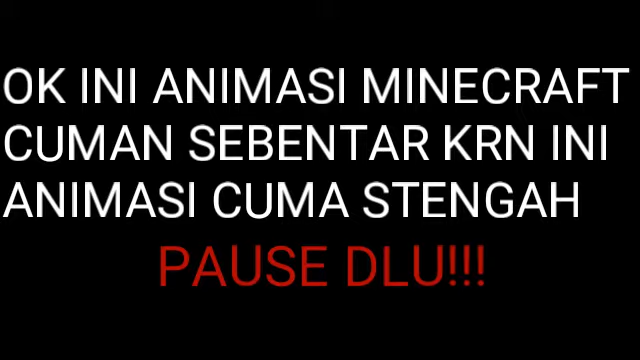 OK INI ANIMASI MINECRAFT
CUMAN SEBENTAR KRN INI
ANIMASI CUMA STENGAH
PAUSE DLU!!!